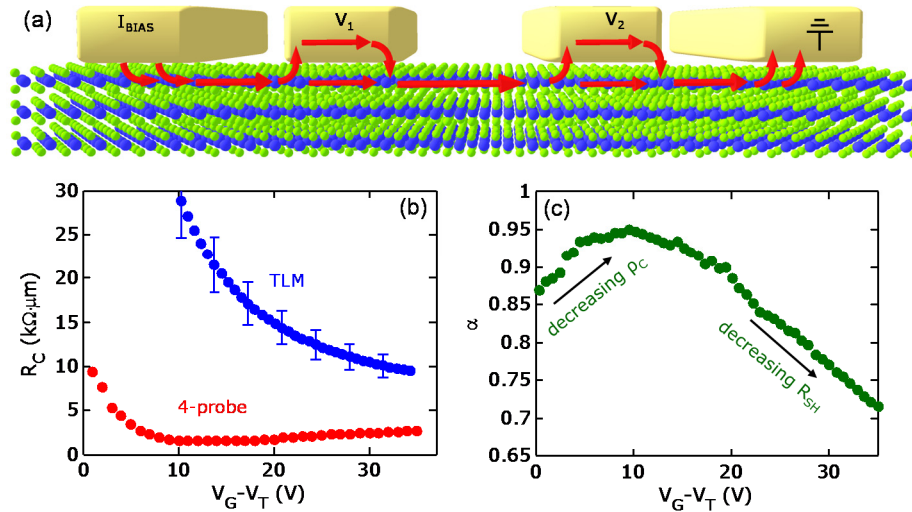 (a)
I_BIAS
V_1
V_2
(b)
30
25
20
15
10
5
0
R_C (kΩ·μm)
TLM
4-probe
0
10
20
30
V_G-V_T (V)
(c)
1
0.95
0.9
0.85
0.8
0.75
0.7
0.65
α
decreasing ρ_C
decreasing R_SH
0
10
20
30
V_G-V_T (V)